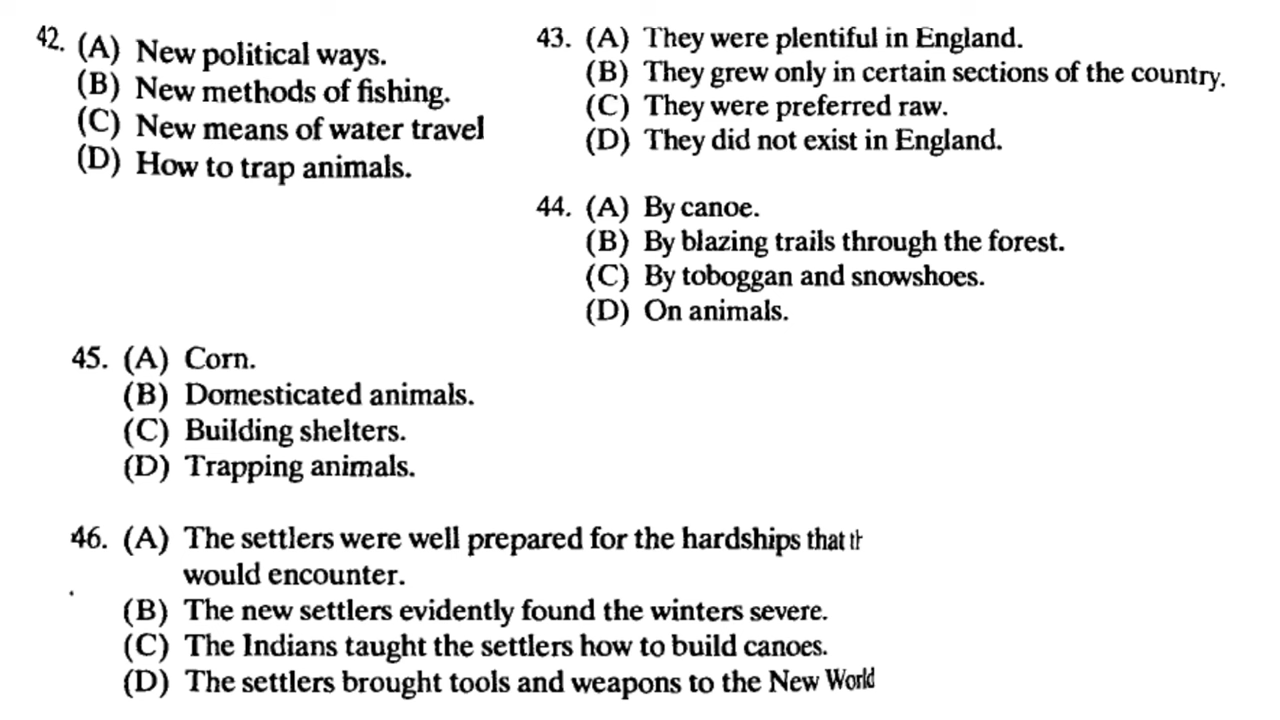 42. (A) New political ways.
(B) New methods of fishing.
(C) New means of water travel
(D) How to trap animals.
43. (A) They were plentiful in England.
(B) They grew only in certain sections of the country.
(C) They were preferred raw.
(D) They did not exist in England.
44. (A) By canoe.
(B) By blazing trails through the forest.
(C) By toboggan and snowshoes.
(D) On animals.
45. (A) Corn.
(B) Domesticated animals.
(C) Building shelters.
(D) Trapping animals.
46. (A) The settlers were well prepared for the hardships that
would encounter.
(B) The new settlers evidently found the winters severe.
(C) The Indians taught the settlers how to build canoes.
(D) The settlers brought tools and weapons to the New World